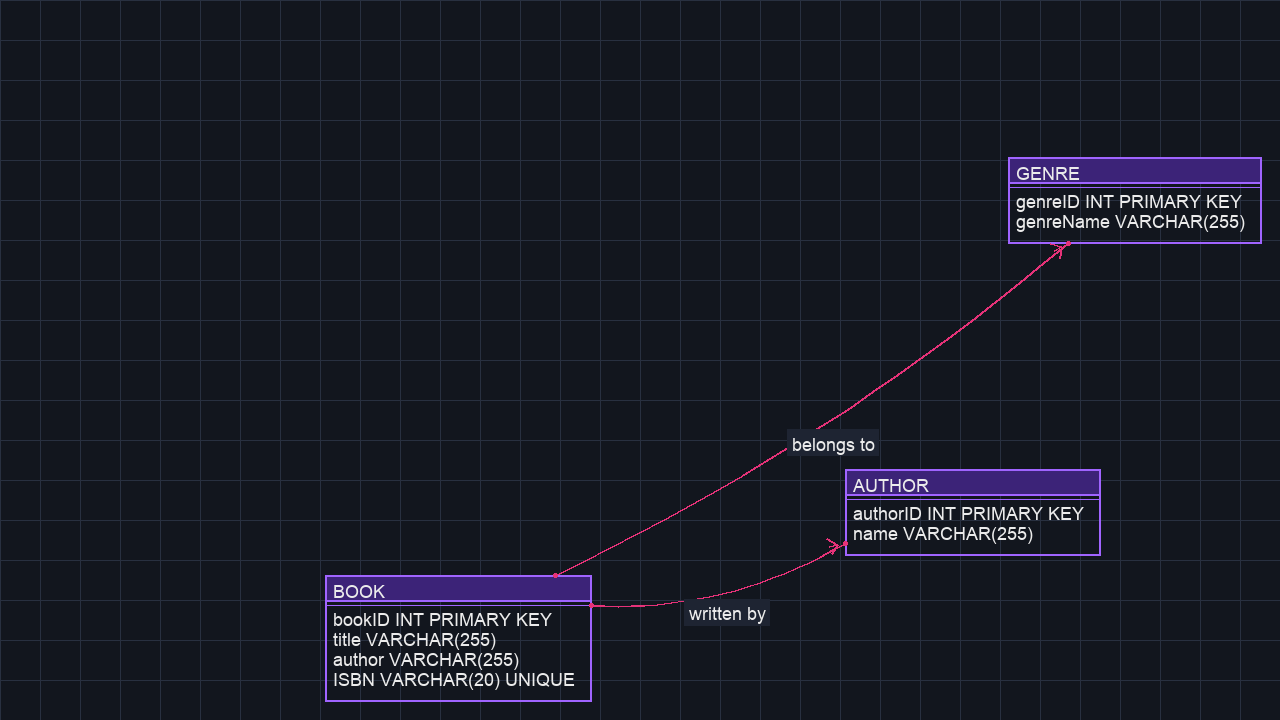 GENRE
genreID INT PRIMARY KEY
genreName VARCHAR(255)
belongs to
AUTHOR
authorID INT PRIMARY KEY
name VARCHAR(255)
written by
BOOK
bookID INT PRIMARY KEY
title VARCHAR(255)
author VARCHAR(255)
ISBN VARCHAR(20) UNIQUE